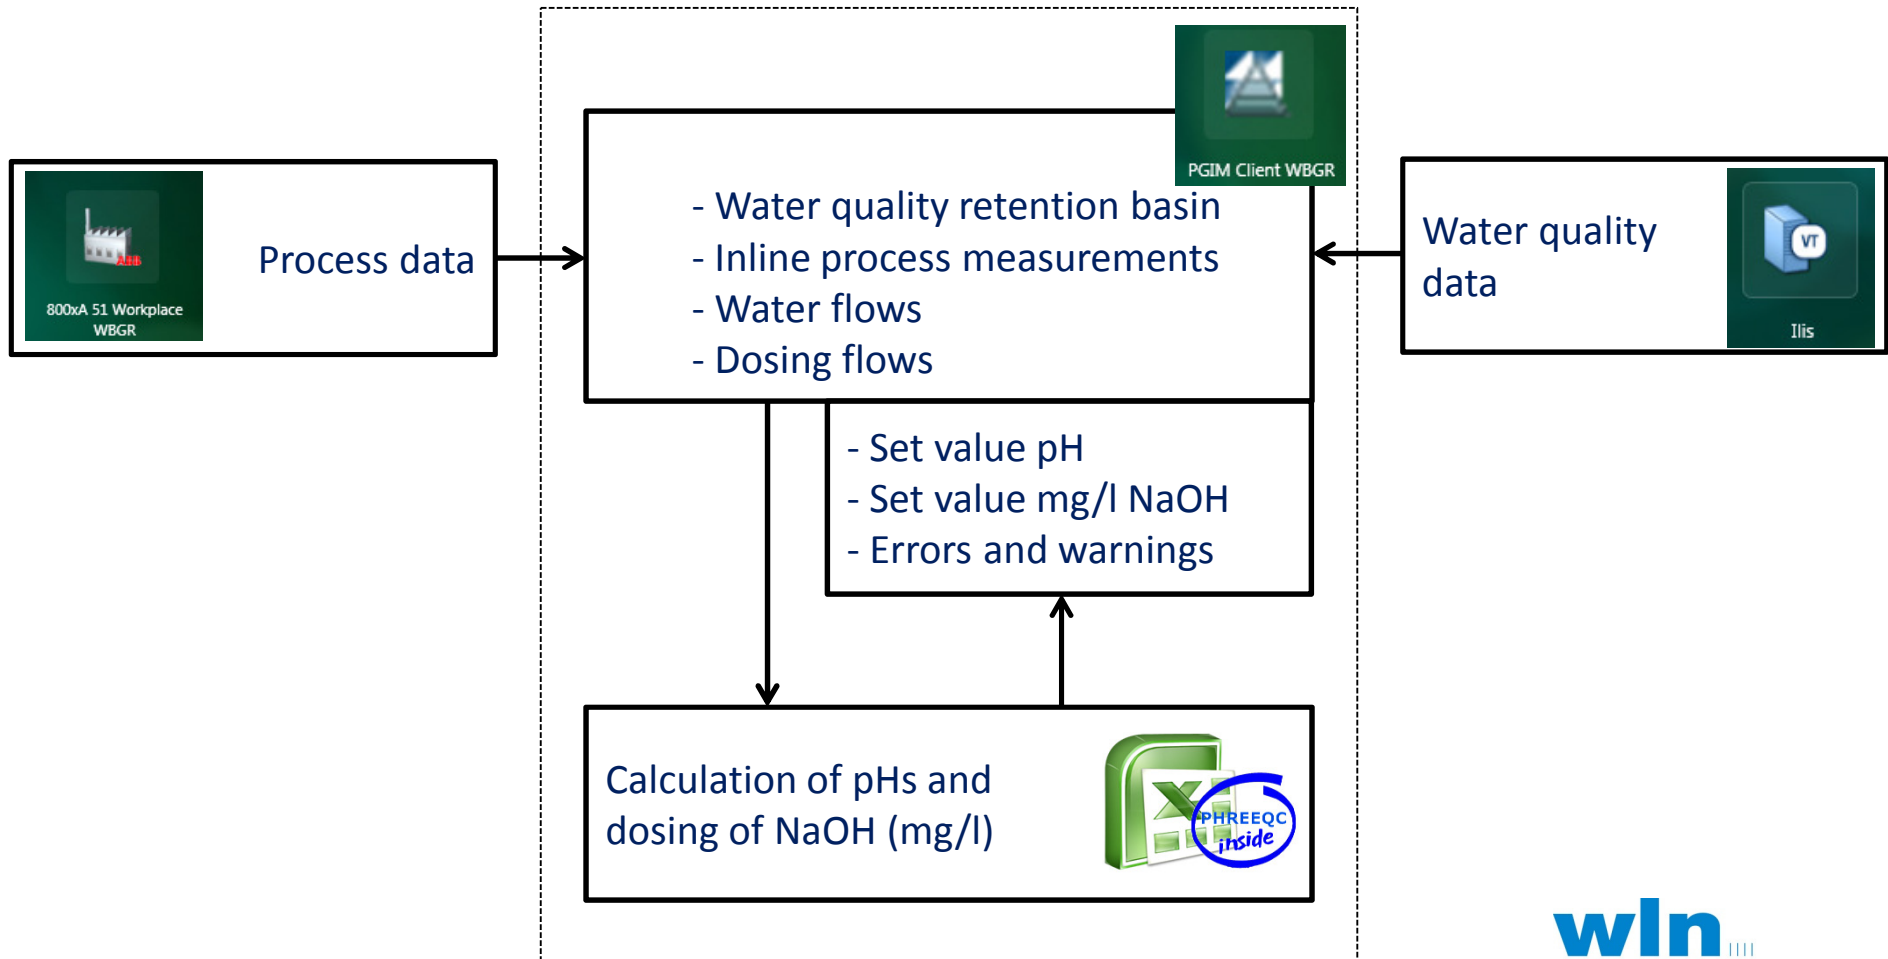 PGIM Client WBGR
ABB
800xA 51 Workplace
WBGR
Process data
- Water quality retention basin
- Inline process measurements
- Water flows
- Dosing flows
Water quality
data
VT
Ilis
- Set value pH
- Set value mg/l NaOH
- Errors and warnings
Calculation of pHs and
dosing of NaOH (mg/l)
X
PHREEQC
inside
wln